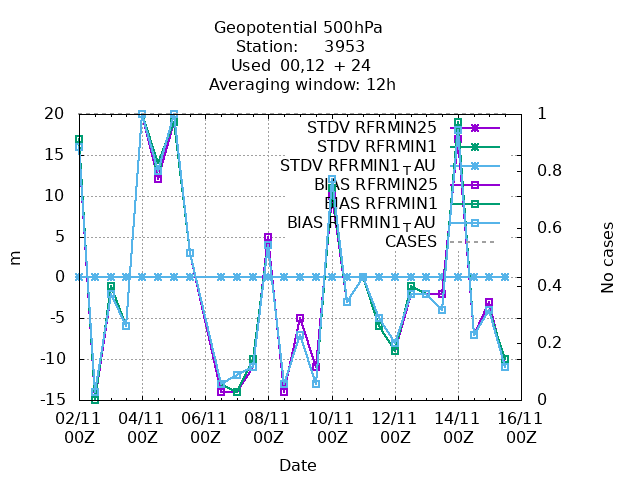 Geopotential 500hPa
Station: 3953
Used 00,12 + 24
Averaging window: 12h
20 1
STDV RFRMIN25
STDV RFRMIN1
15
STDV RFRMIN1TAU
0.8
BIAS RFRMIN25
10
BIAS RFRMIN1
BIAS RFRMIN1TAU
0.6
5
CASES
m
No cases
0
0.4
-5
0.2
-10
-15 0
02/11 04/11 06/11 08/11 10/11 12/11 14/11 16/11
00Z 00Z 00Z 00Z 00Z 00Z 00Z 00Z
Date